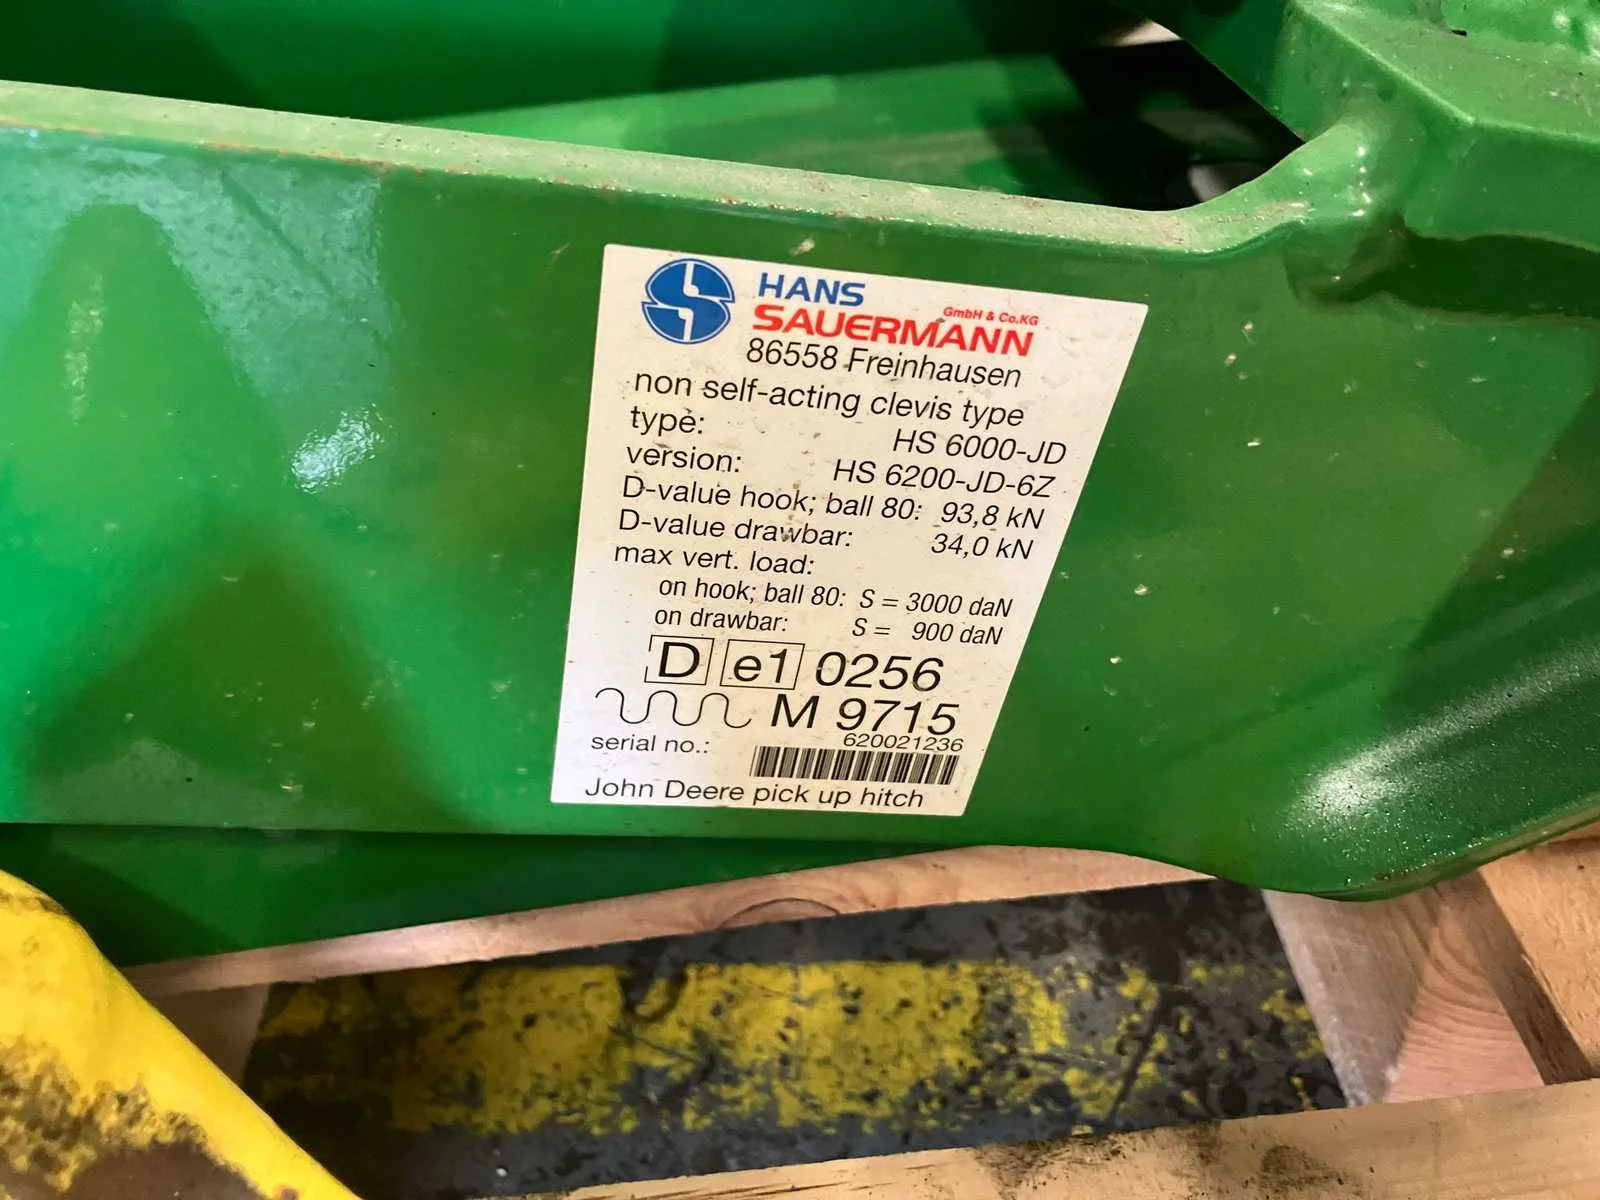 HANS
SAUERMANN GmbH & Co.KG
86558 Freinhausen
non self-acting clevis type
type: HS 6000-JD
version: HS 6200-JD-6Z
D-value hook; ball 80: 93,8 kN
D-value drawbar: 34,0 kN
max vert. load:
on hook; ball 80: S = 3000 daN
on drawbar: S = 900 daN
D e1 0256
M 9715
serial no.: 620021236
John Deere pick up hitch